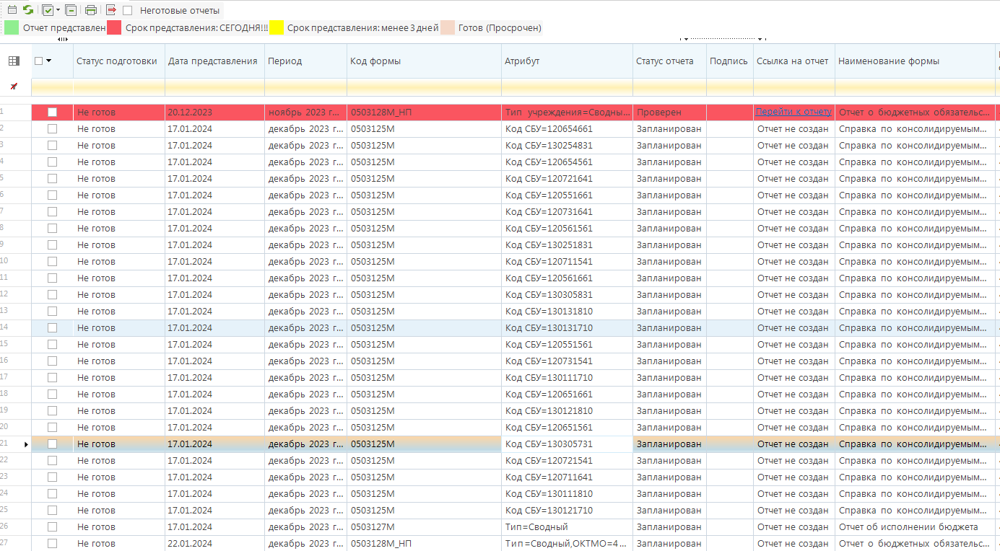 Неготовые отчеты
Отчет представлен Срок представления: СЕГОДНЯ!!! Срок представления: менее 3 дней Готов (Просрочен)
Статус подготовки Дата представления Период Код формы Атрибут Статус отчета Подпись Ссылка на отчет Наименование формы
1 Не готов 20.12.2023 ноябрь 2023 г... 0503128М_НП Тип учреждения=Сводны... Проверен Перейти к отчету Отчет о бюджетных обязательс...
2 Не готов 17.01.2024 декабрь 2023 г... 0503125М Код СБУ=120654661 Запланирован Отчет не создан Справка по консолидируемым...
3 Не готов 17.01.2024 декабрь 2023 г... 0503125М Код СБУ=130254831 Запланирован Отчет не создан Справка по консолидируемым...
4 Не готов 17.01.2024 декабрь 2023 г... 0503125М Код СБУ=120654561 Запланирован Отчет не создан Справка по консолидируемым...
5 Не готов 17.01.2024 декабрь 2023 г... 0503125М Код СБУ=120721641 Запланирован Отчет не создан Справка по консолидируемым...
6 Не готов 17.01.2024 декабрь 2023 г... 0503125М Код СБУ=120551661 Запланирован Отчет не создан Справка по консолидируемым...
7 Не готов 17.01.2024 декабрь 2023 г... 0503125М Код СБУ=120731641 Запланирован Отчет не создан Справка по консолидируемым...
8 Не готов 17.01.2024 декабрь 2023 г... 0503125М Код СБУ=120561561 Запланирован Отчет не создан Справка по консолидируемым...
9 Не готов 17.01.2024 декабрь 2023 г... 0503125М Код СБУ=130251831 Запланирован Отчет не создан Справка по консолидируемым...
10 Не готов 17.01.2024 декабрь 2023 г... 0503125М Код СБУ=120711541 Запланирован Отчет не создан Справка по консолидируемым...
11 Не готов 17.01.2024 декабрь 2023 г... 0503125М Код СБУ=120561661 Запланирован Отчет не создан Справка по консолидируемым...
12 Не готов 17.01.2024 декабрь 2023 г... 0503125М Код СБУ=130305831 Запланирован Отчет не создан Справка по консолидируемым...
13 Не готов 17.01.2024 декабрь 2023 г... 0503125М Код СБУ=130131810 Запланирован Отчет не создан Справка по консолидируемым...
14 Не готов 17.01.2024 декабрь 2023 г... 0503125М Код СБУ=130131710 Запланирован Отчет не создан Справка по консолидируемым...
15 Не готов 17.01.2024 декабрь 2023 г... 0503125М Код СБУ=120551561 Запланирован Отчет не создан Справка по консолидируемым...
16 Не готов 17.01.2024 декабрь 2023 г... 0503125М Код СБУ=120731541 Запланирован Отчет не создан Справка по консолидируемым...
17 Не готов 17.01.2024 декабрь 2023 г... 0503125М Код СБУ=130111710 Запланирован Отчет не создан Справка по консолидируемым...
18 Не готов 17.01.2024 декабрь 2023 г... 0503125М Код СБУ=120651661 Запланирован Отчет не создан Справка по консолидируемым...
19 Не готов 17.01.2024 декабрь 2023 г... 0503125М Код СБУ=130121810 Запланирован Отчет не создан Справка по консолидируемым...
20 Не готов 17.01.2024 декабрь 2023 г... 0503125М Код СБУ=120651561 Запланирован Отчет не создан Справка по консолидируемым...
21 Не готов 17.01.2024 декабрь 2023 г... 0503125М Код СБУ=130305731 Запланирован Отчет не создан Справка по консолидируемым...
22 Не готов 17.01.2024 декабрь 2023 г... 0503125М Код СБУ=120721541 Запланирован Отчет не создан Справка по консолидируемым...
23 Не готов 17.01.2024 декабрь 2023 г... 0503125М Код СБУ=120711641 Запланирован Отчет не создан Справка по консолидируемым...
24 Не готов 17.01.2024 декабрь 2023 г... 0503125М Код СБУ=130111810 Запланирован Отчет не создан Справка по консолидируемым...
25 Не готов 17.01.2024 декабрь 2023 г... 0503125М Код СБУ=130121710 Запланирован Отчет не создан Справка по консолидируемым...
26 Не готов 17.01.2024 декабрь 2023 г... 0503127М Тип=Сводный Запланирован Отчет не создан Отчет об исполнении бюджета
27 Не готов 22.01.2024 декабрь 2023 г... 0503128М_НП Тип=Сводный,ОКТМО=4... Запланирован Отчет не создан Отчет о бюджетных обязательс...